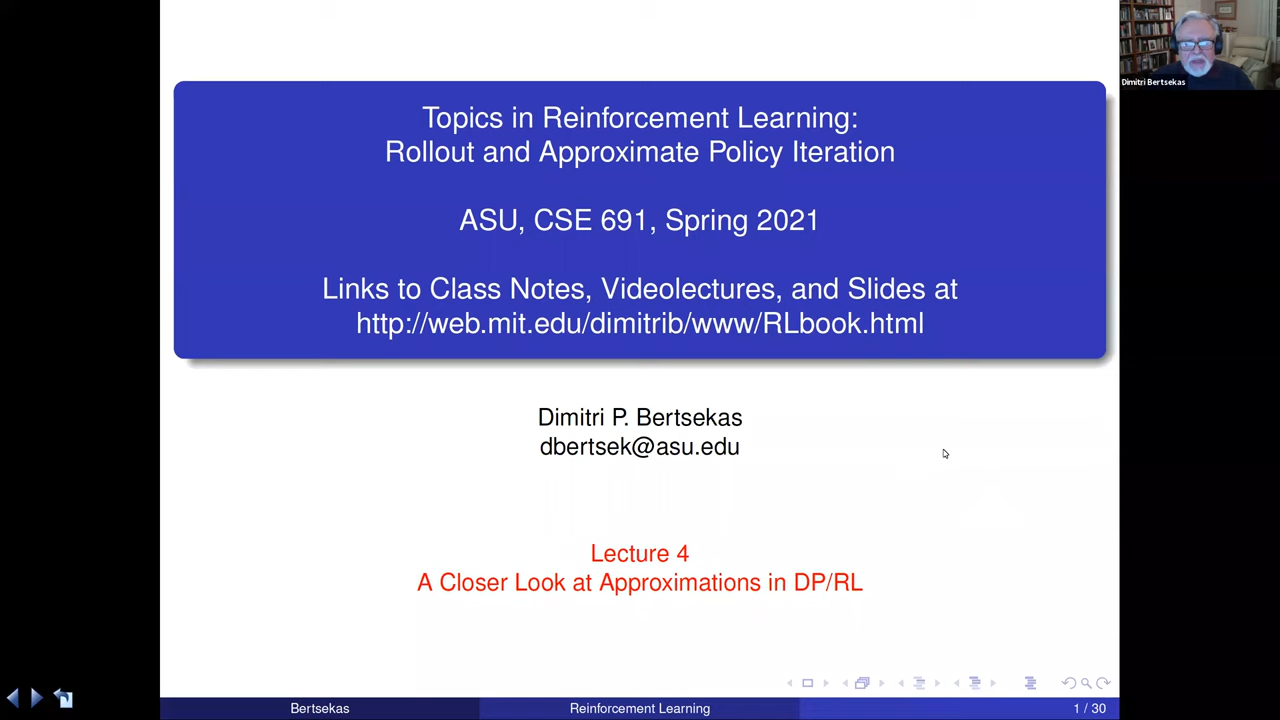 Topics in Reinforcement Learning:
Rollout and Approximate Policy Iteration
ASU, CSE 691, Spring 2021
Links to Class Notes, Videolectures, and Slides at
http://web.mit.edu/dimitrib/www/RLbook.html
Dimitri P. Bertsekas
dbertsek@asu.edu
Lecture 4
A Closer Look at Approximations in DP/RL
Bertsekas
Reinforcement Learning
1 / 30
Dimitri Bertsekas